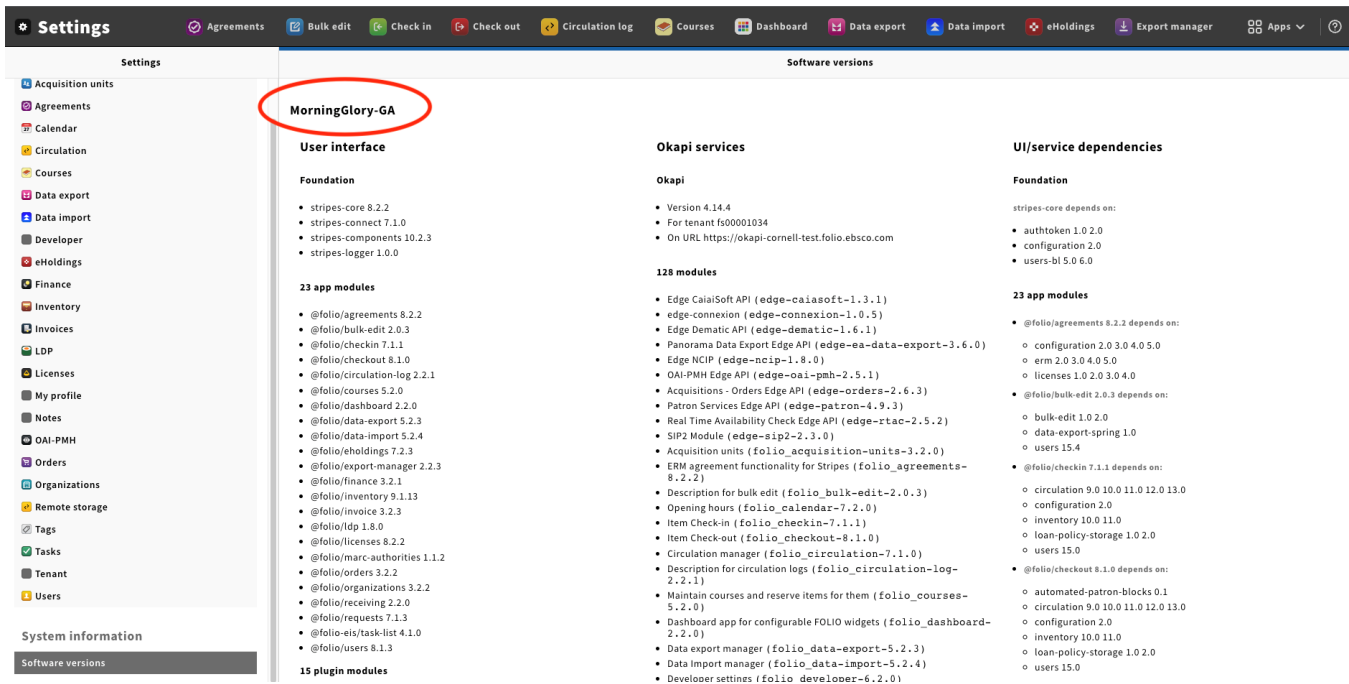 Settings
Agreements
Bulk edit
Check in
Check out
Circulation log
Courses
Dashboard
Data export
Data import
eHoldings
Export manager
Apps
Settings
Acquisition units
Agreements
Calendar
Circulation
Courses
Data export
Data import
Developer
eHoldings
Finance
Inventory
Invoices
LDP
Licenses
My profile
Notes
OAI-PMH
Orders
Organizations
Remote storage
Tags
Tasks
Tenant
Users
System information
Software versions
Software versions
MorningGlory-GA
User interface
Foundation
stripes-core 8.2.2
stripes-connect 7.1.0
stripes-components 10.2.3
stripes-logger 1.0.0
23 app modules
@folio/agreements 8.2.2
@folio/bulk-edit 2.0.3
@folio/checkin 7.1.1
@folio/checkout 8.1.0
@folio/circulation-log 2.2.1
@folio/courses 5.2.0
@folio/dashboard 2.2.0
@folio/data-export 5.2.3
@folio/data-import 5.2.4
@folio/eholdings 7.2.3
@folio/export-manager 2.2.3
@folio/finance 3.2.1
@folio/inventory 9.1.13
@folio/invoice 3.2.3
@folio/ldp 1.8.0
@folio/licenses 8.2.2
@folio/marc-authorities 1.1.2
@folio/orders 3.2.2
@folio/organizations 3.2.2
@folio/receiving 2.2.0
@folio/requests 7.1.3
@folio-eis/task-list 4.1.0
@folio/users 8.1.3
15 plugin modules
Okapi services
Okapi
Version 4.14.4
For tenant fs00001034
On URL https://okapi-cornell-test.folio.ebsco.com
128 modules
Edge CaiaiSoft API (edge-caiasoft-1.3.1)
edge-connexion (edge-connexion-1.0.5)
Edge Dematic API (edge-dematic-1.6.1)
Panorama Data Export Edge API (edge-ea-data-export-3.6.0)
Edge NCIP (edge-ncip-1.8.0)
OAI-PMH Edge API (edge-oai-pmh-2.5.1)
Acquisitions - Orders Edge API (edge-orders-2.6.3)
Patron Services Edge API (edge-patron-4.9.3)
Real Time Availability Check Edge API (edge-rtac-2.5.2)
SIP2 Module (edge-sip2-2.3.0)
Acquisition units (folio_acquisition-units-3.2.0)
ERM agreement functionality for Stripes (folio_agreements-
8.2.2)
Description for bulk edit (folio_bulk-edit-2.0.3)
Opening hours (folio_calendar-7.2.0)
Item Check-in (folio_checkin-7.1.1)
Item Check-out (folio_checkout-8.1.0)
Circulation manager (folio_circulation-7.1.0)
Description for circulation logs (folio_circulation-log-
2.2.1)
Maintain courses and reserve items for them (folio_courses-
5.2.0)
Dashboard app for configurable FOLIO widgets (folio_dashboard-
2.2.0)
Data export manager (folio_data-export-5.2.3)
Data Import manager (folio_data-import-5.2.4)
Developer settings (folio_developer-6.2.0)
UI/service dependencies
Foundation
stripes-core depends on:
authtoken 1.0 2.0
configuration 2.0
users-bl 5.0 6.0
23 app modules
@folio/agreements 8.2.2 depends on:
configuration 2.0 3.0 4.0 5.0
erm 2.0 3.0 4.0 5.0
licenses 1.0 2.0 3.0 4.0
@folio/bulk-edit 2.0.3 depends on:
bulk-edit 1.0 2.0
data-export-spring 1.0
users 15.4
@folio/checkin 7.1.1 depends on:
circulation 9.0 10.0 11.0 12.0 13.0
configuration 2.0
inventory 10.0 11.0
loan-policy-storage 1.0 2.0
users 15.0
@folio/checkout 8.1.0 depends on:
automated-patron-blocks 0.1
circulation 9.0 10.0 11.0 12.0 13.0
configuration 2.0
inventory 10.0 11.0
loan-policy-storage 1.0 2.0
users 15.0